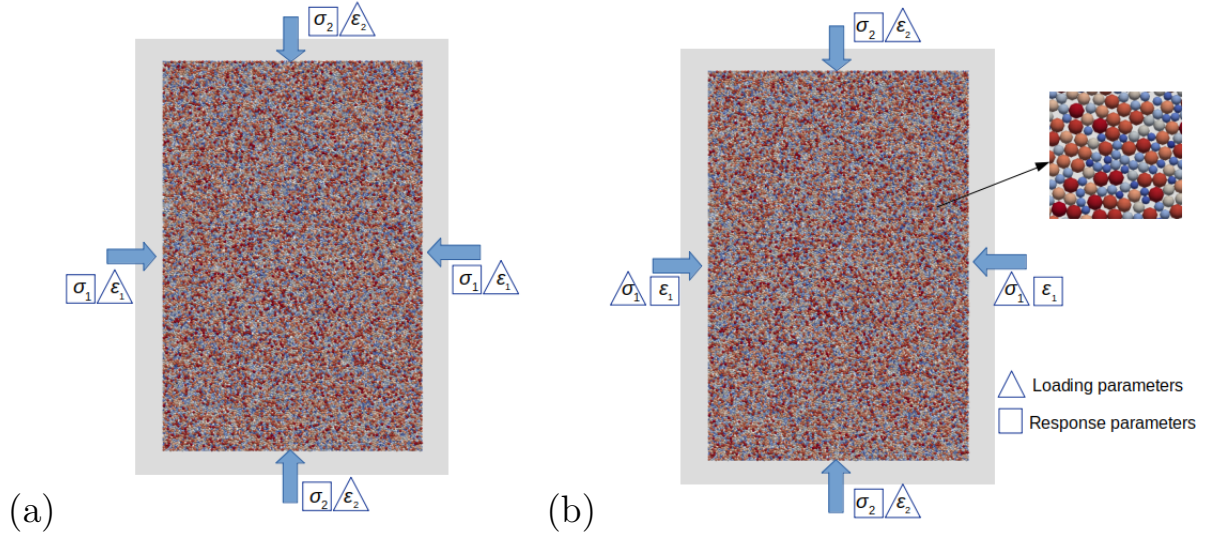 σ₂ ε₂
σ₂ ε₂
σ₁ ε₁
σ₁ ε₁
σ₁ ε₁
σ₁ ε₁
Loading parameters
Response parameters
σ₂ ε₂
σ₂ ε₂
(a)
(b)